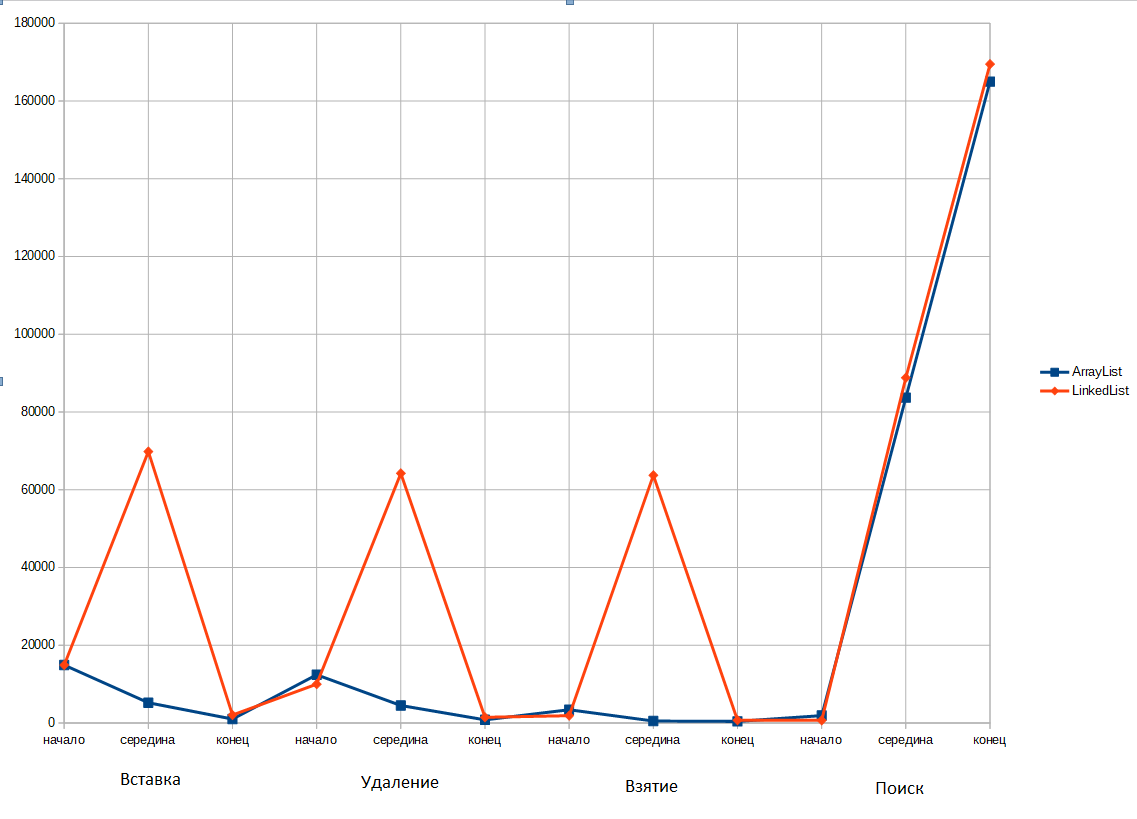 180000
160000
140000
120000
100000
80000
60000
40000
20000
0
начало середина конец начало середина конец начало середина конец начало середина конец
Вставка Удаление Взятие Поиск
ArrayList
LinkedList